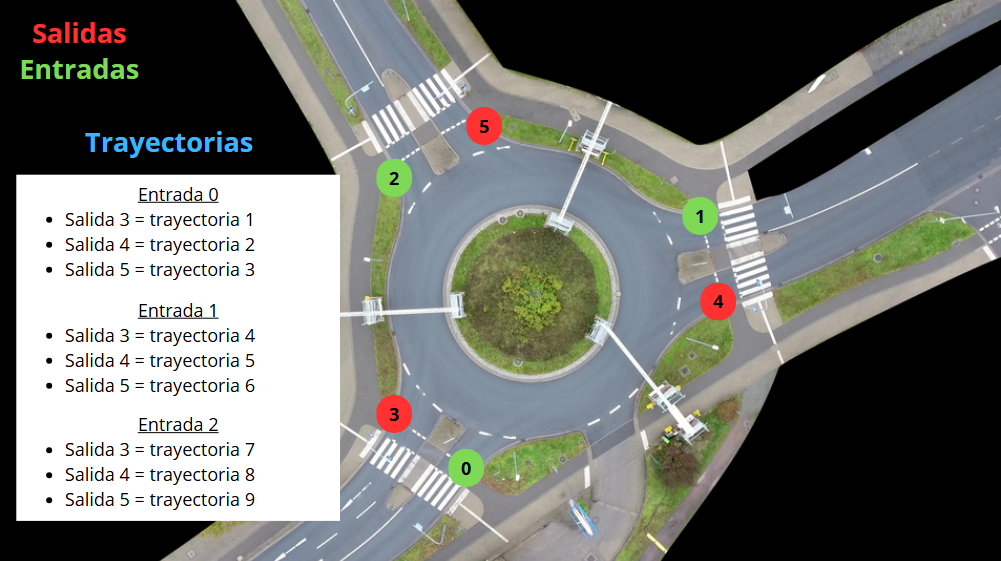 Salidas
Entradas
Trayectorias
Entrada 0
• Salida 3 = trayectoria 1
• Salida 4 = trayectoria 2
• Salida 5 = trayectoria 3
Entrada 1
• Salida 3 = trayectoria 4
• Salida 4 = trayectoria 5
• Salida 5 = trayectoria 6
Entrada 2
• Salida 3 = trayectoria 7
• Salida 4 = trayectoria 8
• Salida 5 = trayectoria 9
5
2
1
4
3
0